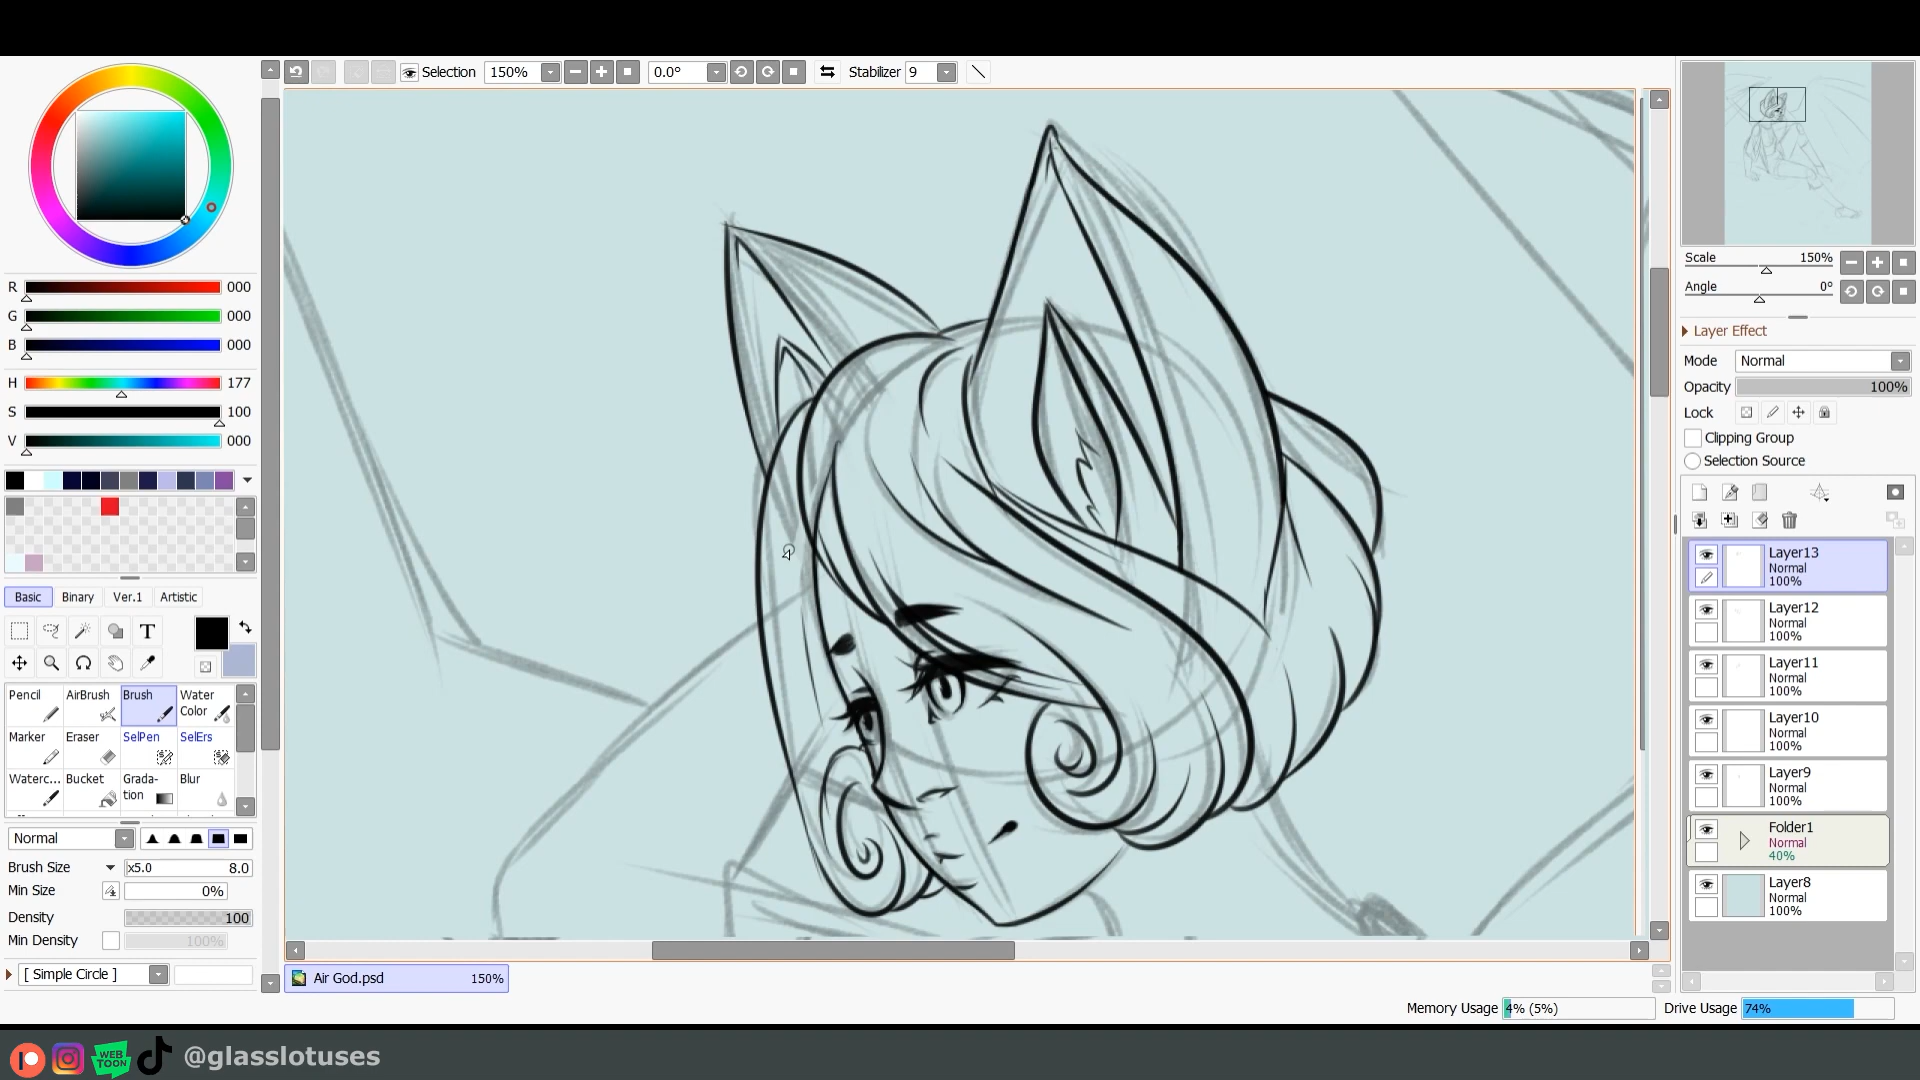 Selection 150% 0.0° Stabilizer 9
R 000
G 000
B 000
H 177
S 100
V 000
Basic Binary Ver.1 Artistic
T
Pencil AirBrush Brush Water Color
Marker Eraser SelPen SelErs
Waterc... Bucket Grada-tion Blur
Normal
Brush Size x5.0 8.0
Min Size 0%
Density 100
Min Density 100%
[ Simple Circle ]
Air God.psd 150%
Scale 150%
Angle 0°
Layer Effect
Mode Normal
Opacity 100%
Lock
Clipping Group
Selection Source
Layer13
Normal
100%
Layer12
Normal
100%
Layer11
Normal
100%
Layer10
Normal
100%
Layer9
Normal
100%
Folder1
Normal
40%
Layer8
Normal
100%
Memory Usage 4% (5%) Drive Usage 74%
WEB
TOON
@glasslotuses